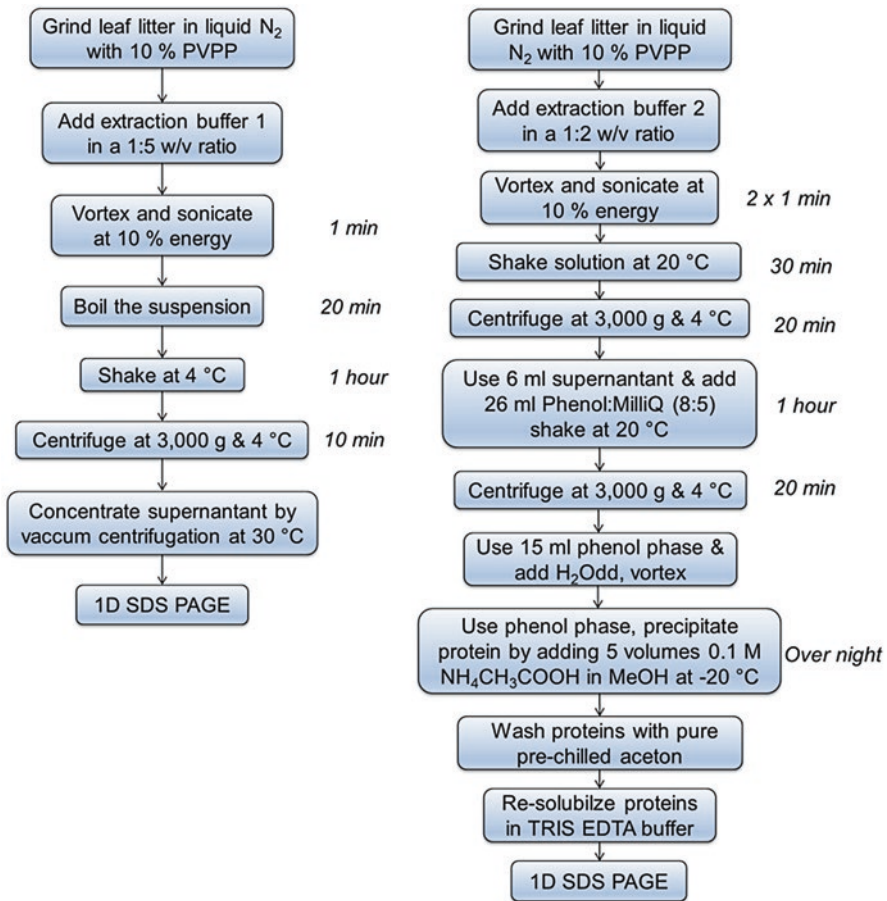 Grind leaf litter in liquid N₂
with 10 % PVPP
Add extraction buffer 1
in a 1:5 w/v ratio
Vortex and sonicate
at 10 % energy
1 min
Boil the suspension
20 min
Shake at 4 °C
1 hour
Centrifuge at 3,000 g & 4 °C
10 min
Concentrate supernantant by
vaccum centrifugation at 30 °C
1D SDS PAGE
Grind leaf litter in liquid
N₂ with 10 % PVPP
Add extraction buffer 2
in a 1:2 w/v ratio
Vortex and sonicate at
10 % energy
2 x 1 min
Shake solution at 20 °C
30 min
Centrifuge at 3,000 g & 4 °C
20 min
Use 6 ml supernantant & add
26 ml Phenol:MilliQ (8:5)
shake at 20 °C
1 hour
Centrifuge at 3,000 g & 4 °C
20 min
Use 15 ml phenol phase &
add H₂Odd, vortex
Use phenol phase, precipitate
protein by adding 5 volumes 0.1 M
NH₄CH₃COOH in MeOH at -20 °C
Over night
Wash proteins with pure
pre-chilled aceton
Re-solubilze proteins
in TRIS EDTA buffer
1D SDS PAGE